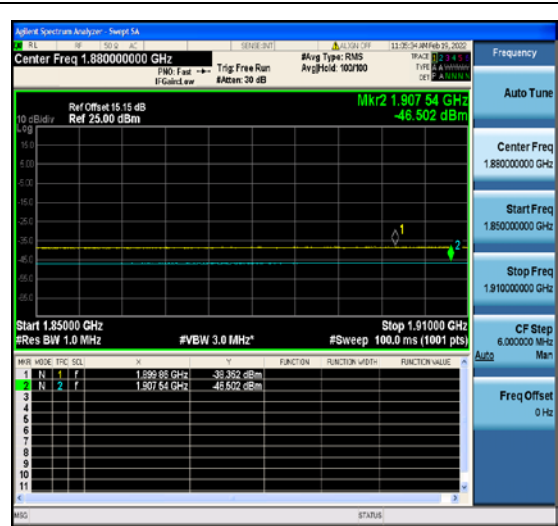 Agilent Spectrum Analyzer - Swept SA
RL RF 50 Ω AC SENSE:INT ALIGN OFF 11:05:34 AM Feb 19, 2022
Center Freq 1.880000000 GHz
PNO: Fast
IFGain:Low
Trig: Free Run
#Atten: 30 dB
#Avg Type: RMS
Avg|Hold: 100/100
TRACE 1 2 3 4 5
TYPE
DET
Frequency
Mkr2 1.907 54 GHz
-46.502 dBm
Ref Offset 15.15 dB
10 dB/div Ref 25.00 dBm
Log
15.0
5.00
-5.00
-15.0
-25.0
-35.0
-45.0
-55.0
-65.0
1
2
Start 1.85000 GHz Stop 1.91000 GHz
#Res BW 1.0 MHz #VBW 3.0 MHz* #Sweep 100.0 ms (1001 pts)
MKR MODE TRC SCL X Y FUNCTION FUNCTION WIDTH FUNCTION VALUE
1 N 1 f 1.899 86 GHz -38.352 dBm
2 N 2 f 1.907 54 GHz -46.502 dBm
3
4
5
6
7
8
9
10
11
MSG STATUS
Auto Tune
Center Freq
1.880000000 GHz
Start Freq
1.850000000 GHz
Stop Freq
1.910000000 GHz
CF Step
6.000000 MHz
Auto Man
Freq Offset
0 Hz